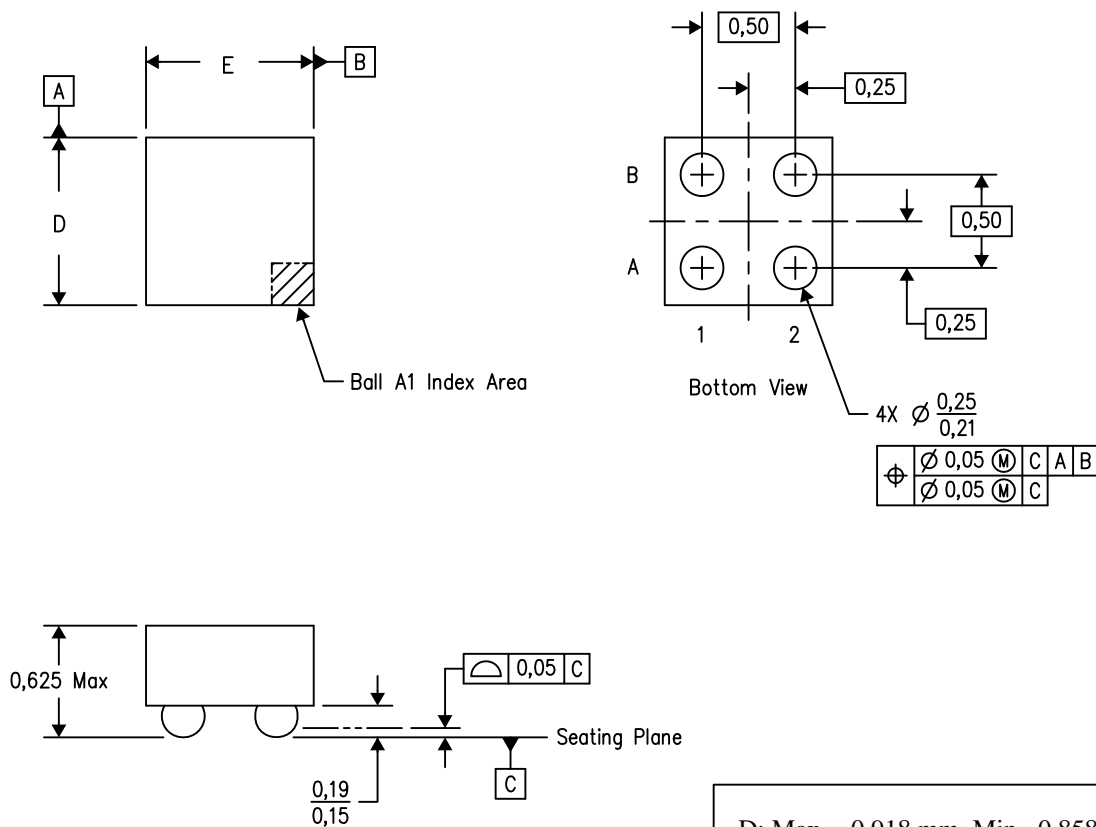 0,50
E
B
A
0,25
B
D
0,50
A
0,25
1 2
Ball A1 Index Area
Bottom View
4X Ø 0,25
0,21
Ø 0,05 Ⓜ C A B
Ø 0,05 Ⓜ C
0,05 C
0,625 Max
Seating Plane
C
0,19
0,15